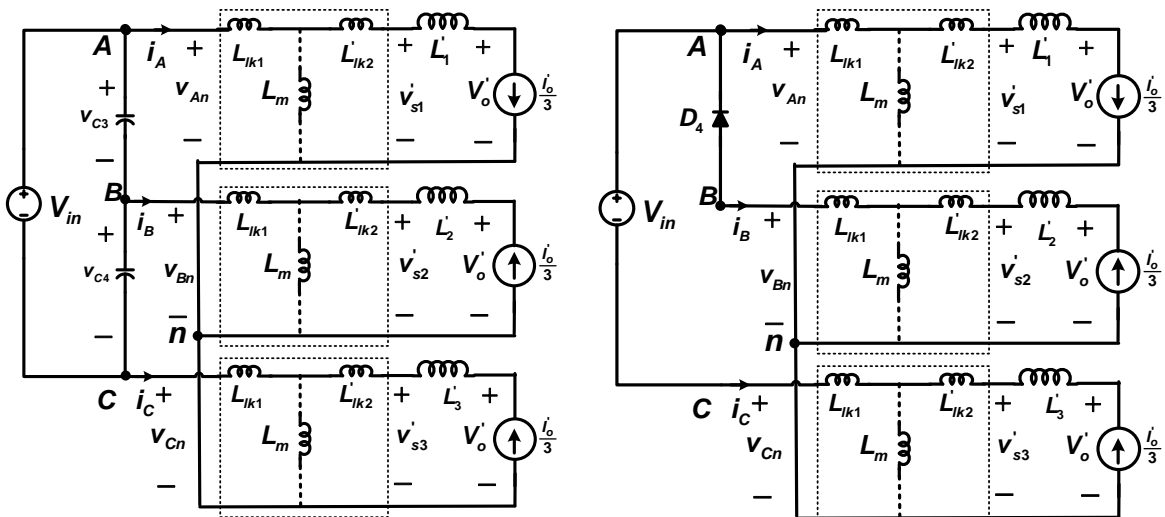 A
i_A
+
L_lk1
L'_lk2
+
L'_1
+
+
v_An
L_m
v'_s1
V'_o
I'_o/3
v_C3
−
−
−
−
V_in
B
i_B
+
L_lk1
L'_lk2
+
L'_2
+
+
v_C4
v_Bn
L_m
v'_s2
V'_o
I'_o/3
−
−
−
−
n̄
C
i_C
+
L_lk1
L'_lk2
+
L'_3
+
v_Cn
L_m
v'_s3
V'_o
I'_o/3
−
−
−
A
i_A
+
L_lk1
L'_lk2
+
L'_1
+
D_4
v_An
L_m
v'_s1
V'_o
I'_o/3
−
−
−
V_in
B
i_B
+
L_lk1
L'_lk2
+
L'_2
+
v_Bn
L_m
v'_s2
V'_o
I'_o/3
−
−
−
n̄
C
i_C
+
L_lk1
L'_lk2
+
L'_3
+
v_Cn
L_m
v'_s3
V'_o
I'_o/3
−
−
−